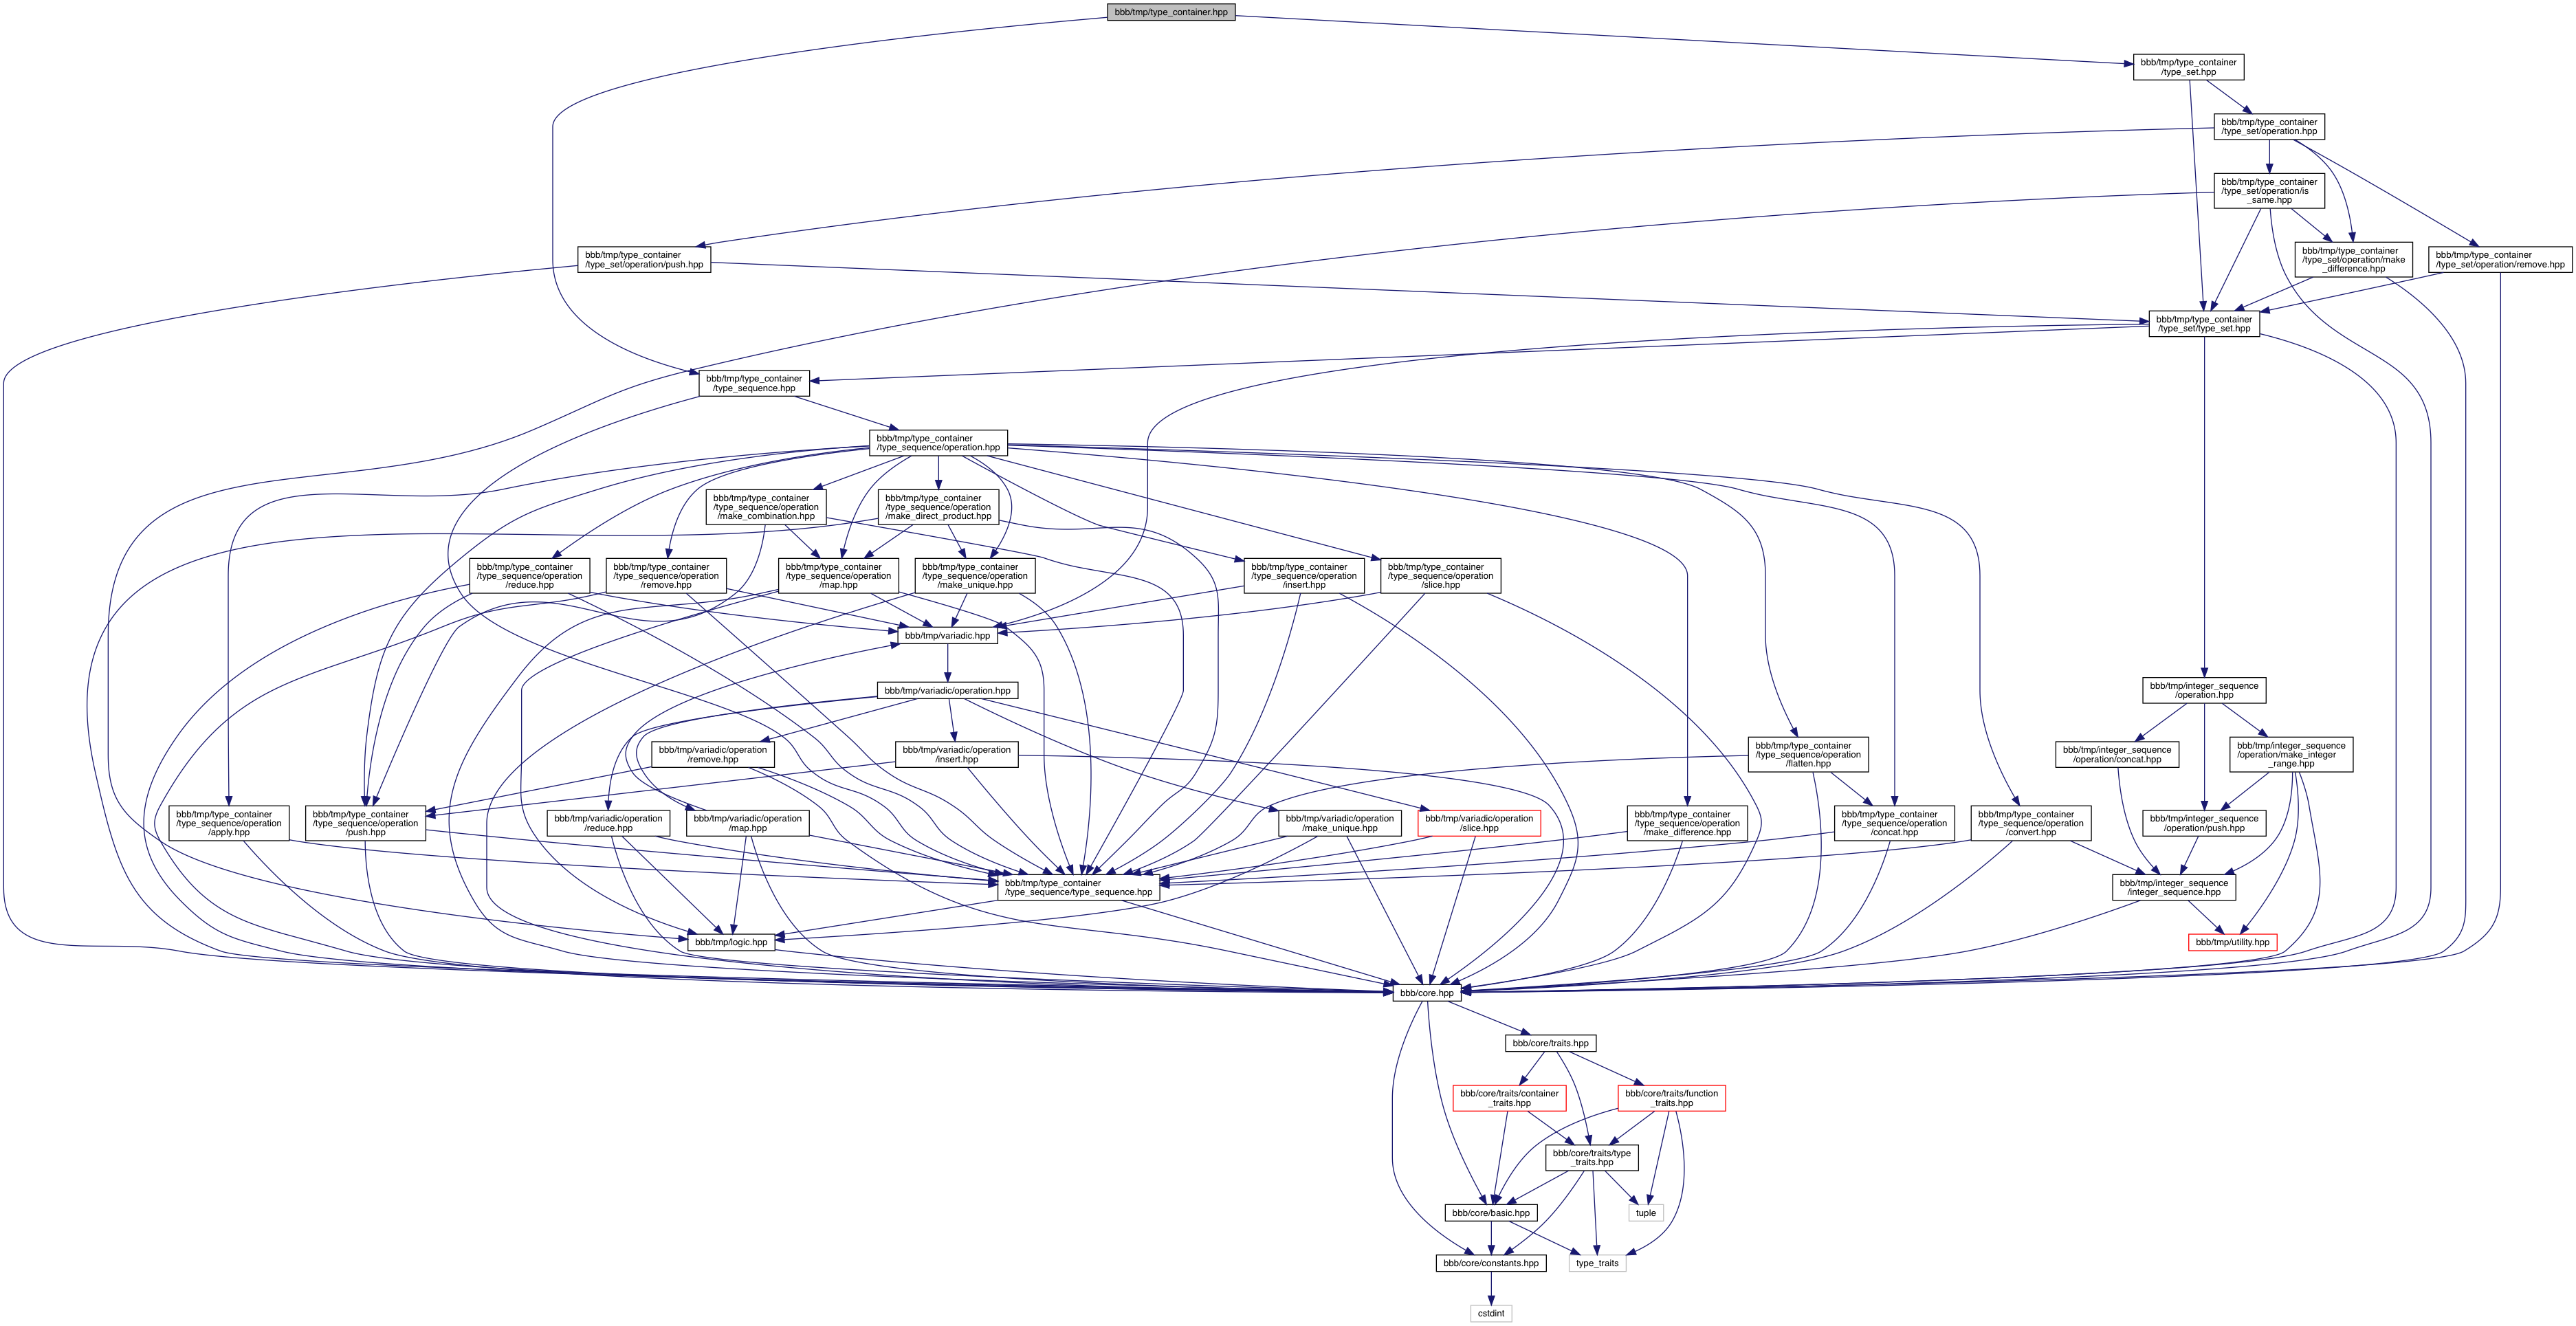 bbb/tmp/type_container.hpp
bbb/tmp/type_container
/type_set.hpp
bbb/tmp/type_container
/type_set/operation.hpp
bbb/tmp/type_container
/type_set/operation/is
_same.hpp
bbb/tmp/type_container
/type_set/operation/push.hpp
bbb/tmp/type_container
/type_set/operation/make
_difference.hpp
bbb/tmp/type_container
/type_set/operation/remove.hpp
bbb/tmp/type_container
/type_set/type_set.hpp
bbb/tmp/type_container
/type_sequence.hpp
bbb/tmp/type_container
/type_sequence/operation.hpp
bbb/tmp/type_container
/type_sequence/operation
/make_combination.hpp
bbb/tmp/type_container
/type_sequence/operation
/make_direct_product.hpp
bbb/tmp/type_container
/type_sequence/operation
/reduce.hpp
bbb/tmp/type_container
/type_sequence/operation
/remove.hpp
bbb/tmp/type_container
/type_sequence/operation
/map.hpp
bbb/tmp/type_container
/type_sequence/operation
/make_unique.hpp
bbb/tmp/type_container
/type_sequence/operation
/insert.hpp
bbb/tmp/type_container
/type_sequence/operation
/slice.hpp
bbb/tmp/variadic.hpp
bbb/tmp/variadic/operation.hpp
bbb/tmp/integer_sequence
/operation.hpp
bbb/tmp/variadic/operation
/remove.hpp
bbb/tmp/variadic/operation
/insert.hpp
bbb/tmp/type_container
/type_sequence/operation
/flatten.hpp
bbb/tmp/integer_sequence
/operation/concat.hpp
bbb/tmp/integer_sequence
/operation/make_integer
_range.hpp
bbb/tmp/type_container
/type_sequence/operation
/apply.hpp
bbb/tmp/type_container
/type_sequence/operation
/push.hpp
bbb/tmp/variadic/operation
/reduce.hpp
bbb/tmp/variadic/operation
/map.hpp
bbb/tmp/variadic/operation
/make_unique.hpp
bbb/tmp/variadic/operation
/slice.hpp
bbb/tmp/type_container
/type_sequence/operation
/make_difference.hpp
bbb/tmp/type_container
/type_sequence/operation
/concat.hpp
bbb/tmp/type_container
/type_sequence/operation
/convert.hpp
bbb/tmp/integer_sequence
/operation/push.hpp
bbb/tmp/type_container
/type_sequence/type_sequence.hpp
bbb/tmp/integer_sequence
/integer_sequence.hpp
bbb/tmp/logic.hpp
bbb/tmp/utility.hpp
bbb/core.hpp
bbb/core/traits.hpp
bbb/core/traits/container
_traits.hpp
bbb/core/traits/function
_traits.hpp
bbb/core/traits/type
_traits.hpp
bbb/core/basic.hpp
tuple
bbb/core/constants.hpp
type_traits
cstdint